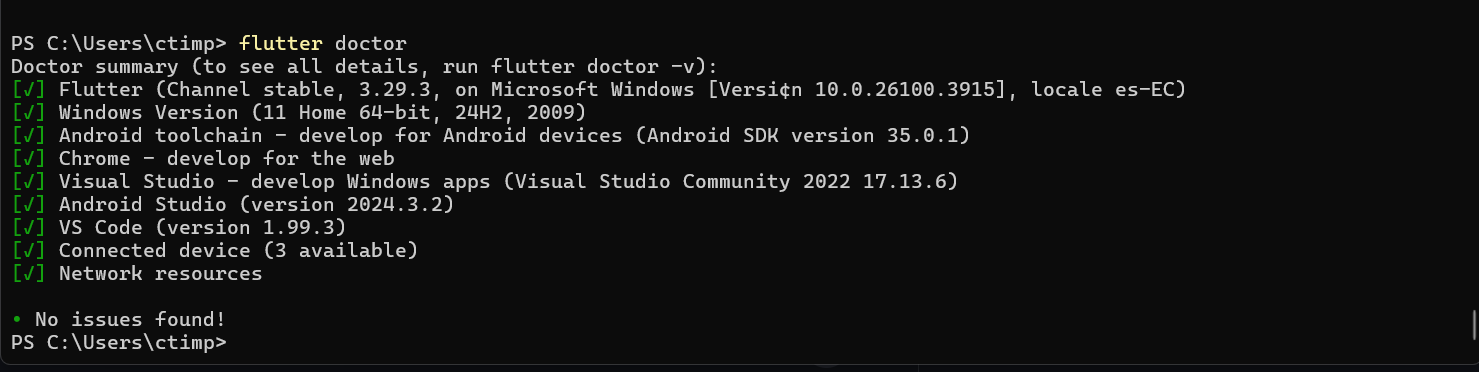 PS C:\Users\ctimp> flutter doctor
Doctor summary (to see all details, run flutter doctor -v):
[√] Flutter (Channel stable, 3.29.3, on Microsoft Windows [Versi¢n 10.0.26100.3915], locale es-EC)
[√] Windows Version (11 Home 64-bit, 24H2, 2009)
[√] Android toolchain - develop for Android devices (Android SDK version 35.0.1)
[√] Chrome - develop for the web
[√] Visual Studio - develop Windows apps (Visual Studio Community 2022 17.13.6)
[√] Android Studio (version 2024.3.2)
[√] VS Code (version 1.99.3)
[√] Connected device (3 available)
[√] Network resources
• No issues found!
PS C:\Users\ctimp>